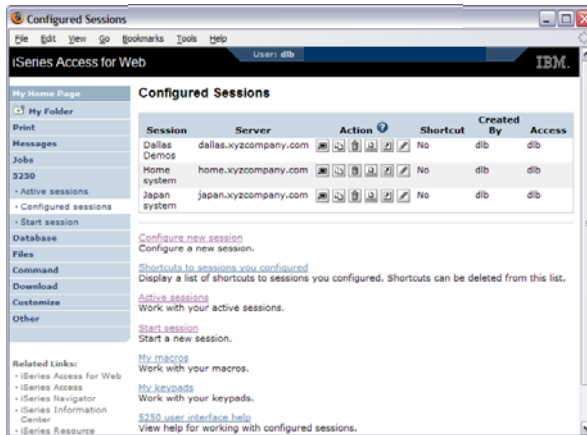 Configured Sessions
File Edit View Go Bookmarks Tools Help
iSeries Access for Web
User: dlb
IBM.
My Home Page
My Folder
Print
Messages
Jobs
5250
• Active sessions
• Configured sessions
• Start session
Database
Files
Command
Download
Customize
Other
Related Links:
• iSeries Access for Web
• iSeries Access
• iSeries Navigator
• iSeries Information
Center
• iSeries Resource
Configured Sessions
Session Server Action ? Shortcut Created By Access
Dallas Demos dallas.xyzcompany.com No dlb dlb
Home system home.xyzcompany.com No dlb dlb
Japan system japan.xyzcompany.com No dlb dlb
Configure new session
Configure a new session.
Shortcuts to sessions you configured
Display a list of shortcuts to sessions you configured. Shortcuts can be deleted from this list.
Active sessions
Work with your active sessions.
Start session
Start a new session.
My macros
Work with your macros.
My keypads
Work with your keypads.
5250 user interface help
View help for working with configured sessions.